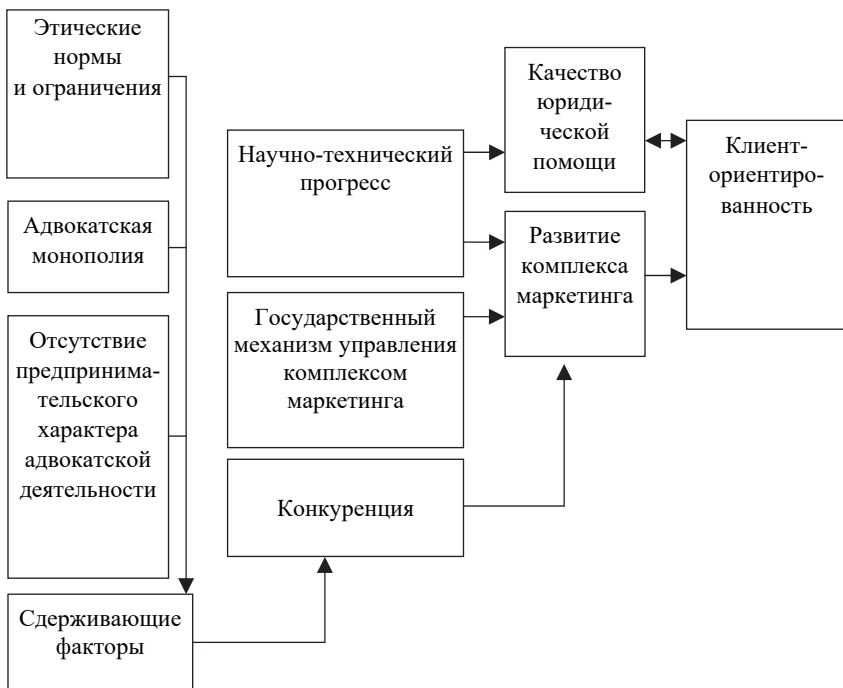 Этические
нормы
и ограничения
Адвокатская
монополия
Отсутствие
предпринима-
тельского
характера
адвокатской
деятельности
Сдерживающие
факторы
Научно-технический
прогресс
Государственный
механизм управления
комплексом
маркетинга
Конкуренция
Качество
юриди-
ческой
помощи
Развитие
комплекса
маркетинга
Клиент-
ориентиро-
ванность